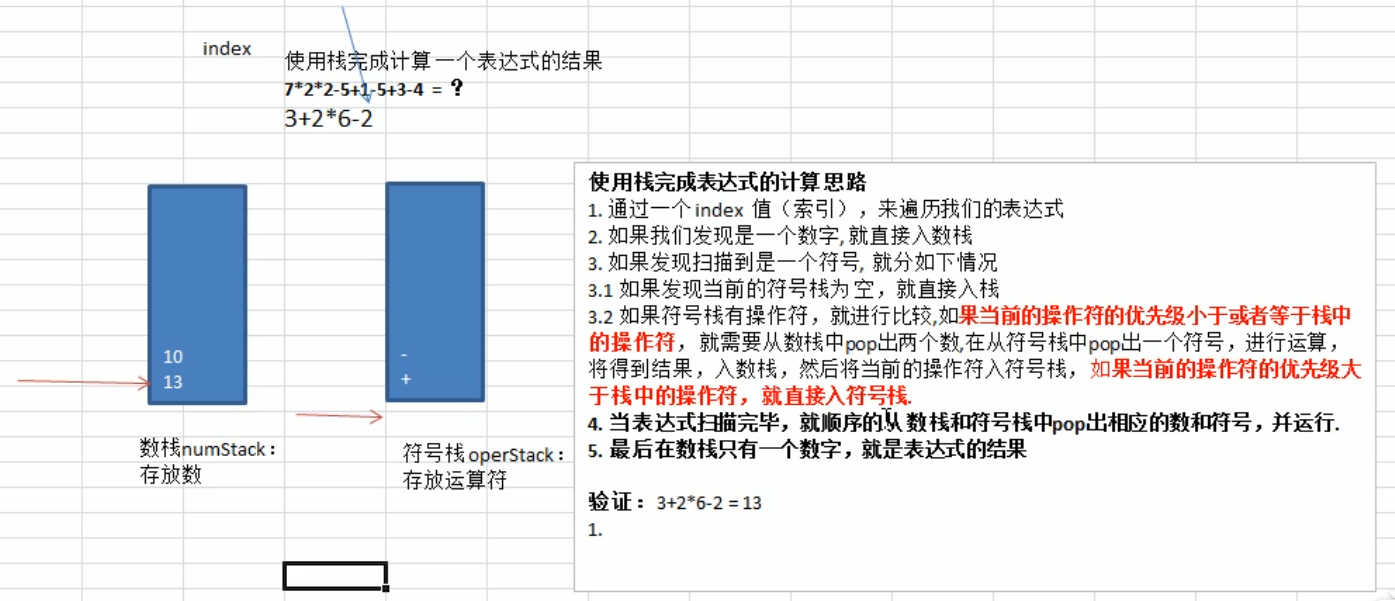 index
使用栈完成计算 一个表达式的结果
7*2*2-5+1-5+3-4 = ?
3+2*6-2
10
13
-
+
数栈numStack：
存放数
符号栈operStack：
存放运算符
使用栈完成表达式的计算 思路
1. 通过一个 index 值（索引），来遍历我们的表达式
2. 如果我们发现是一个数字, 就直接入数栈
3. 如果发现扫描到是一个符号, 就分如下情况
3.1 如果发现当前的符号栈为 空，就直接入栈
3.2 如果符号栈有操作符，就进行比较,如果当前的操作符的优先级小于或者等于栈中
的操作符， 就需要从数栈中pop出两个数,在从符号栈中pop出一个符号，进行运算，
将得到结果，入数栈，然后将当前的操作符入符号栈， 如果当前的操作符的优先级大
于栈中的操作符， 就直接入符号栈.
4. 当表达式扫描完毕，就顺序的从数栈和符号栈中pop出相应的数和符号，并运行.
5. 最后在数栈只有一个数字，就是表达式的结果
验证： 3+2*6-2 = 13
1.